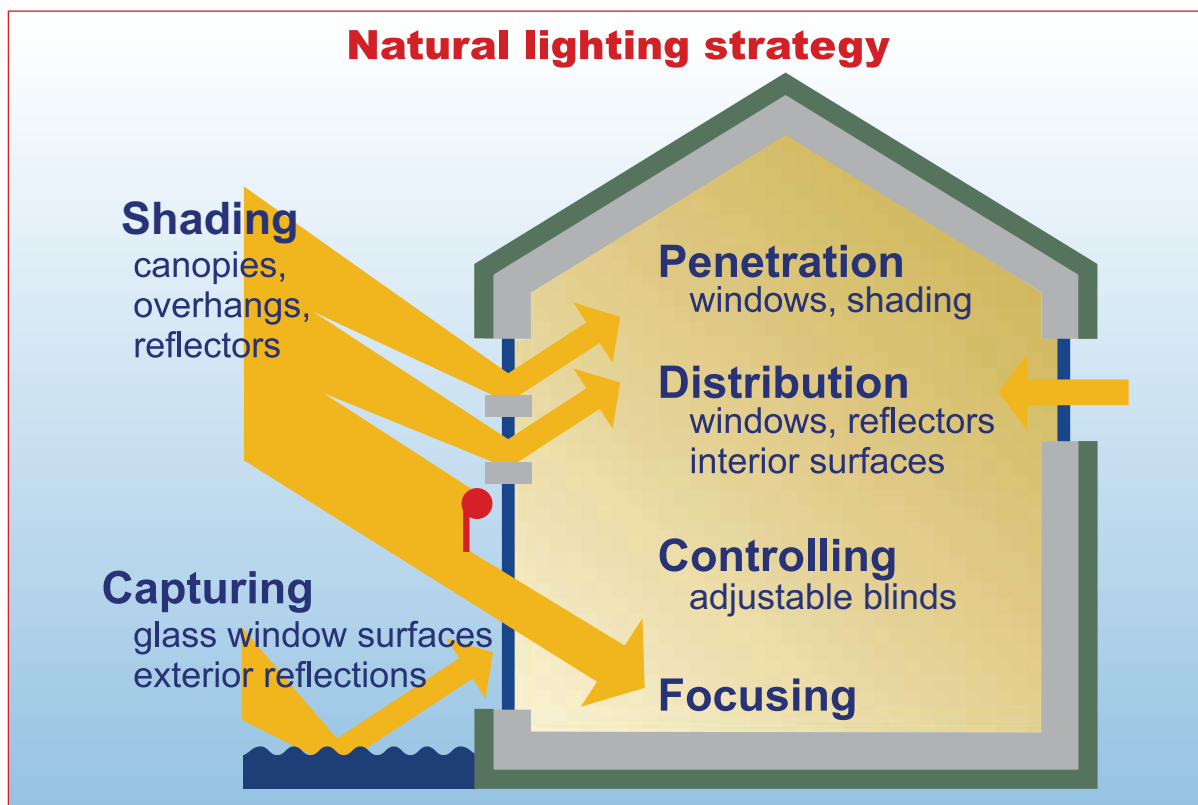 Natural lighting strategy
Shading
canopies,
overhangs,
reflectors
Capturing
glass window surfaces
exterior reflections
Penetration
windows, shading
Distribution
windows, reflectors
interior surfaces
Controlling
adjustable blinds
Focusing